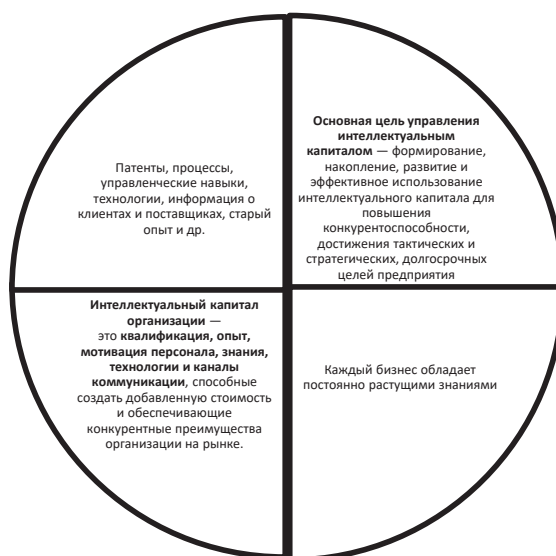 Патенты, процессы,
управленческие навыки,
технологии, информация о
клиентах и поставщиках, старый
опыт и др.
Основная цель управления
интеллектуальным
капиталом — формирование,
накопление, развитие и
эффективное использование
интеллектуального капитала для
повышения
конкурентоспособности,
достижения тактических и
стратегических, долгосрочных
целей предприятия
Интеллектуальный капитал
организации —
это квалификация, опыт,
мотивация персонала, знания,
технологии и каналы
коммуникации, способные
создать добавленную стоимость
и обеспечивающие
конкурентные преимущества
организации на рынке.
Каждый бизнес обладает
постоянно растущими знаниями